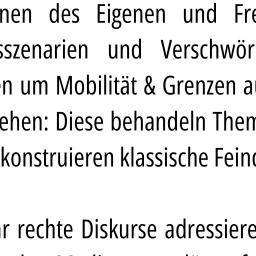 nen des Eigenen und Fre
sszenarien und Verschwör
en um Mobilität & Grenzen a
ehen: Diese behandeln Them
konstruieren klassische Feind
r rechte Diskurse adressiere